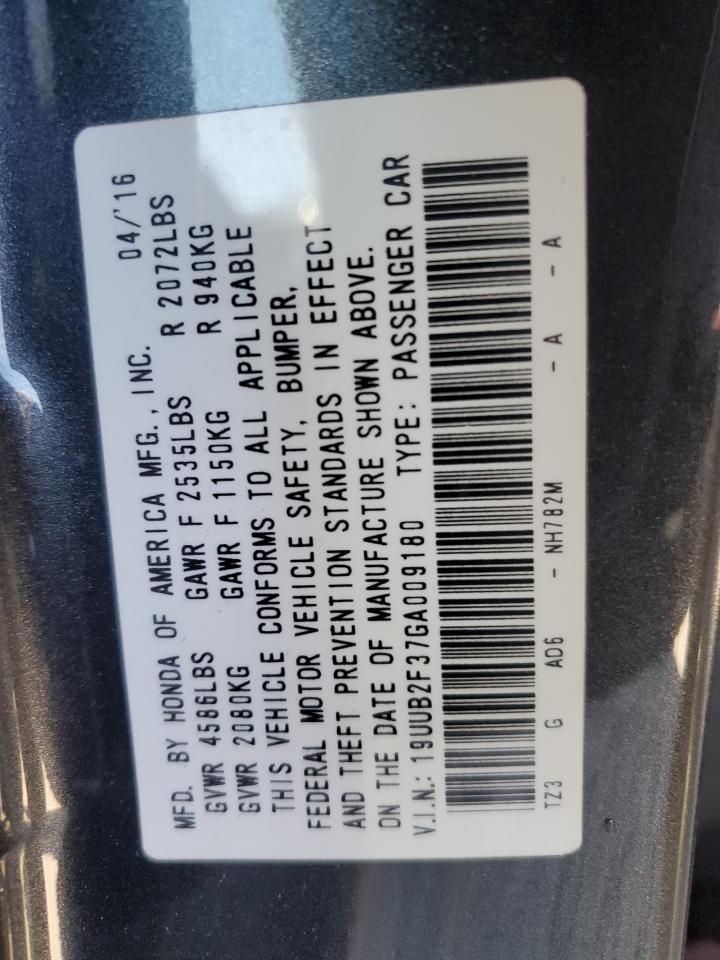 MFD. BY HONDA OF AMERICA MFG., INC. 04/'16
GVWR 4586LBS GAWR F 2535LBS R 2072LBS
GVWR 2080KG GAWR F 1150KG R 940KG
THIS VEHICLE CONFORMS TO ALL APPLICABLE
FEDERAL MOTOR VEHICLE SAFETY, BUMPER,
AND THEFT PREVENTION STANDARDS IN EFFECT
ON THE DATE OF MANUFACTURE SHOWN ABOVE.
V.I.N.: 19UUB2F37GA009180 TYPE: PASSENGER CAR
TZ3 G AD6 - NH782M - A - A